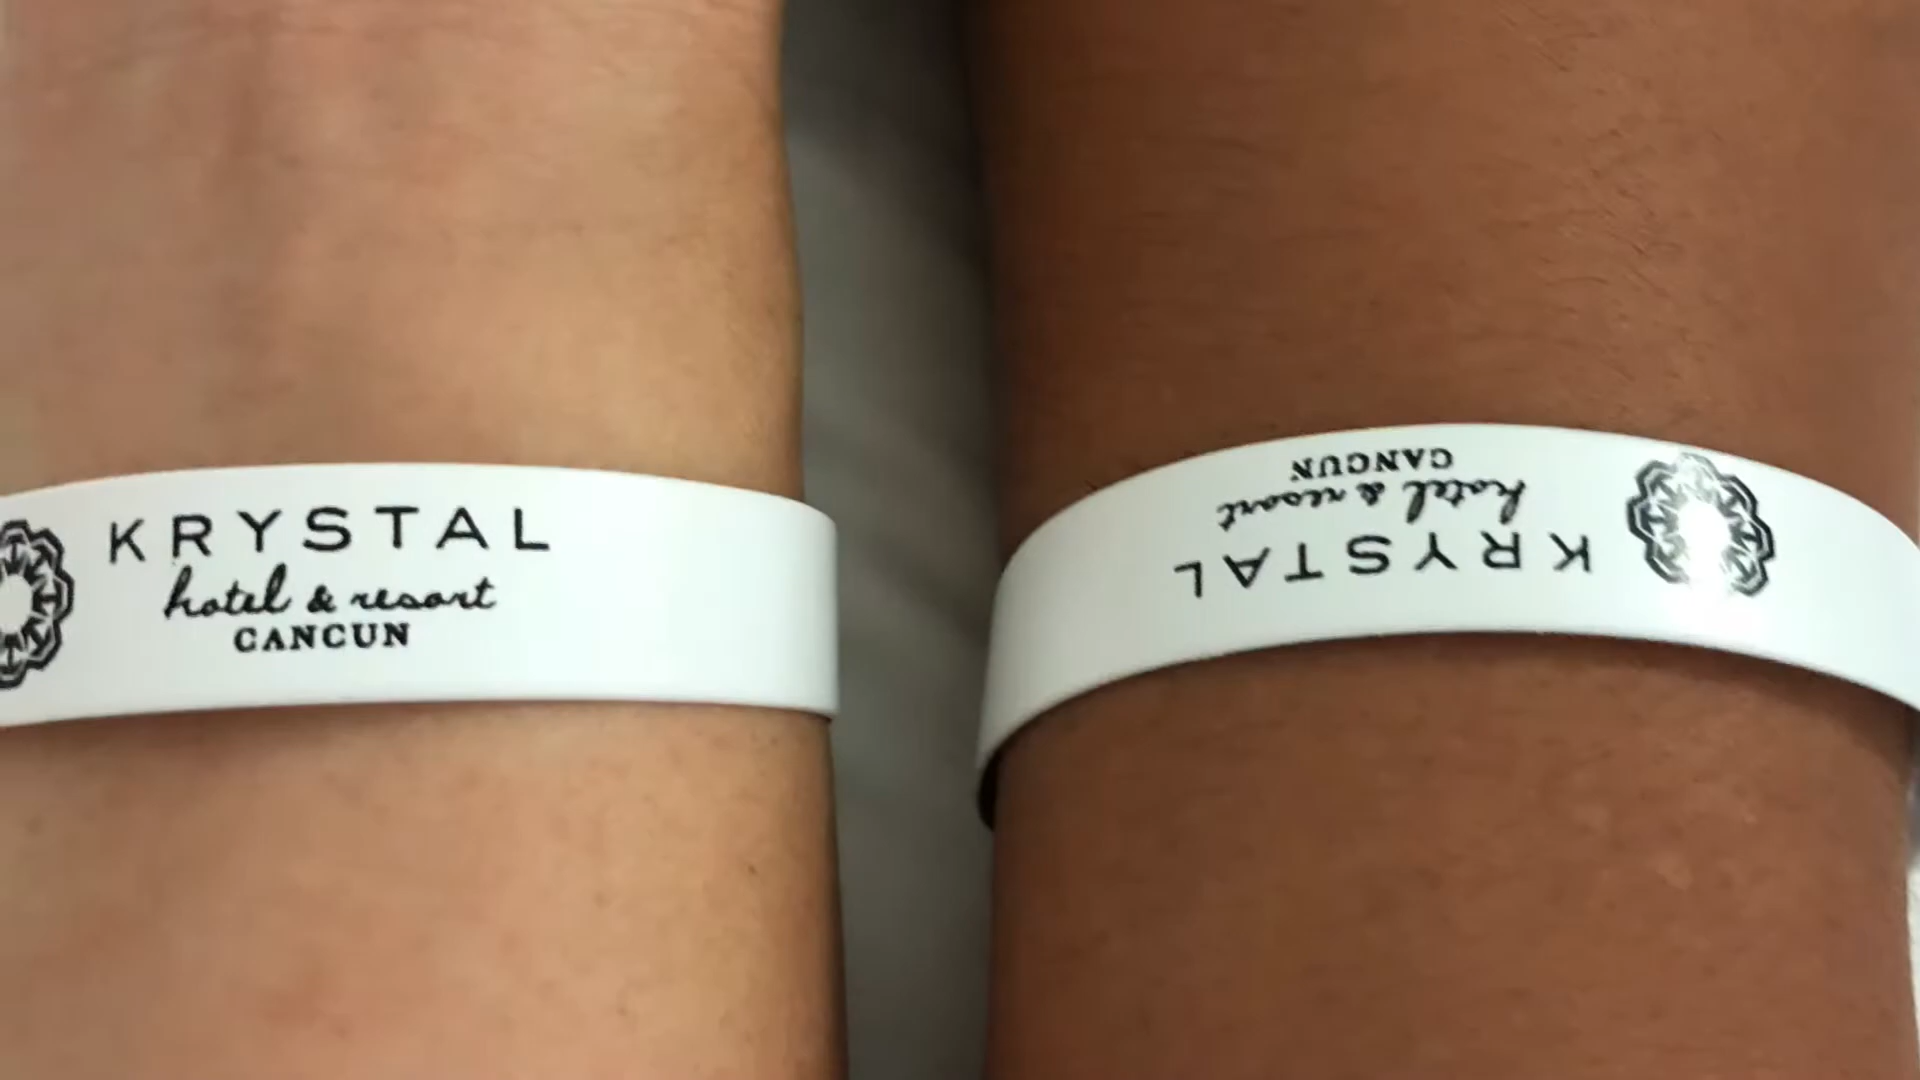 KRYSTAL
hotel & resort
CANCUN
KRYSTAL
hotel & resort
CANCUN